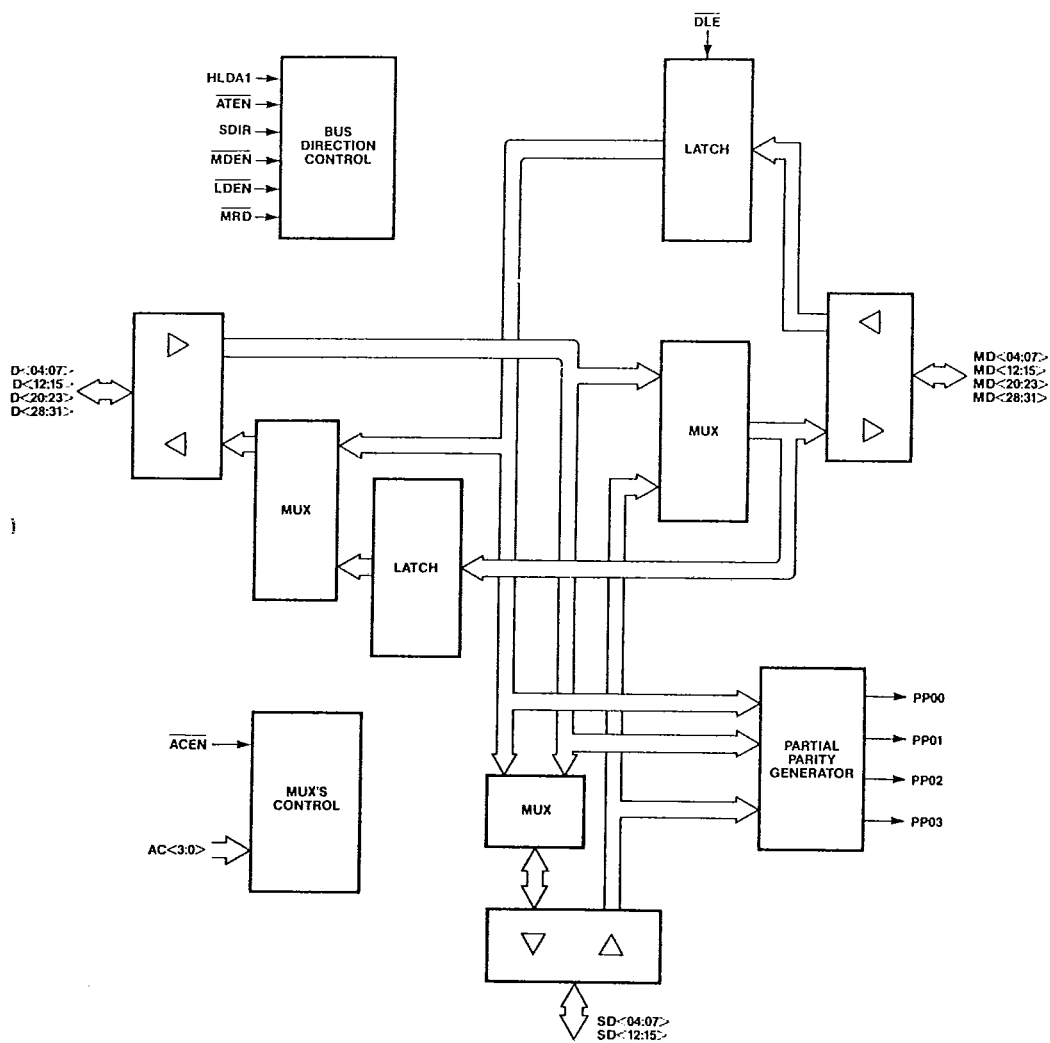 DLE
HLDA1
ATEN
SDIR
MDEN
LDEN
MRD
BUS
DIRECTION
CONTROL
LATCH
D<04:07>
D<12:15>
D<20:23>
D<28:31>
MUX
MD<04:07>
MD<12:15>
MD<20:23>
MD<28:31>
MUX
LATCH
ACEN
AC<3:0>
MUX'S
CONTROL
MUX
PARTIAL
PARITY
GENERATOR
PP00
PP01
PP02
PP03
SD<04:07>
SD<12:15>